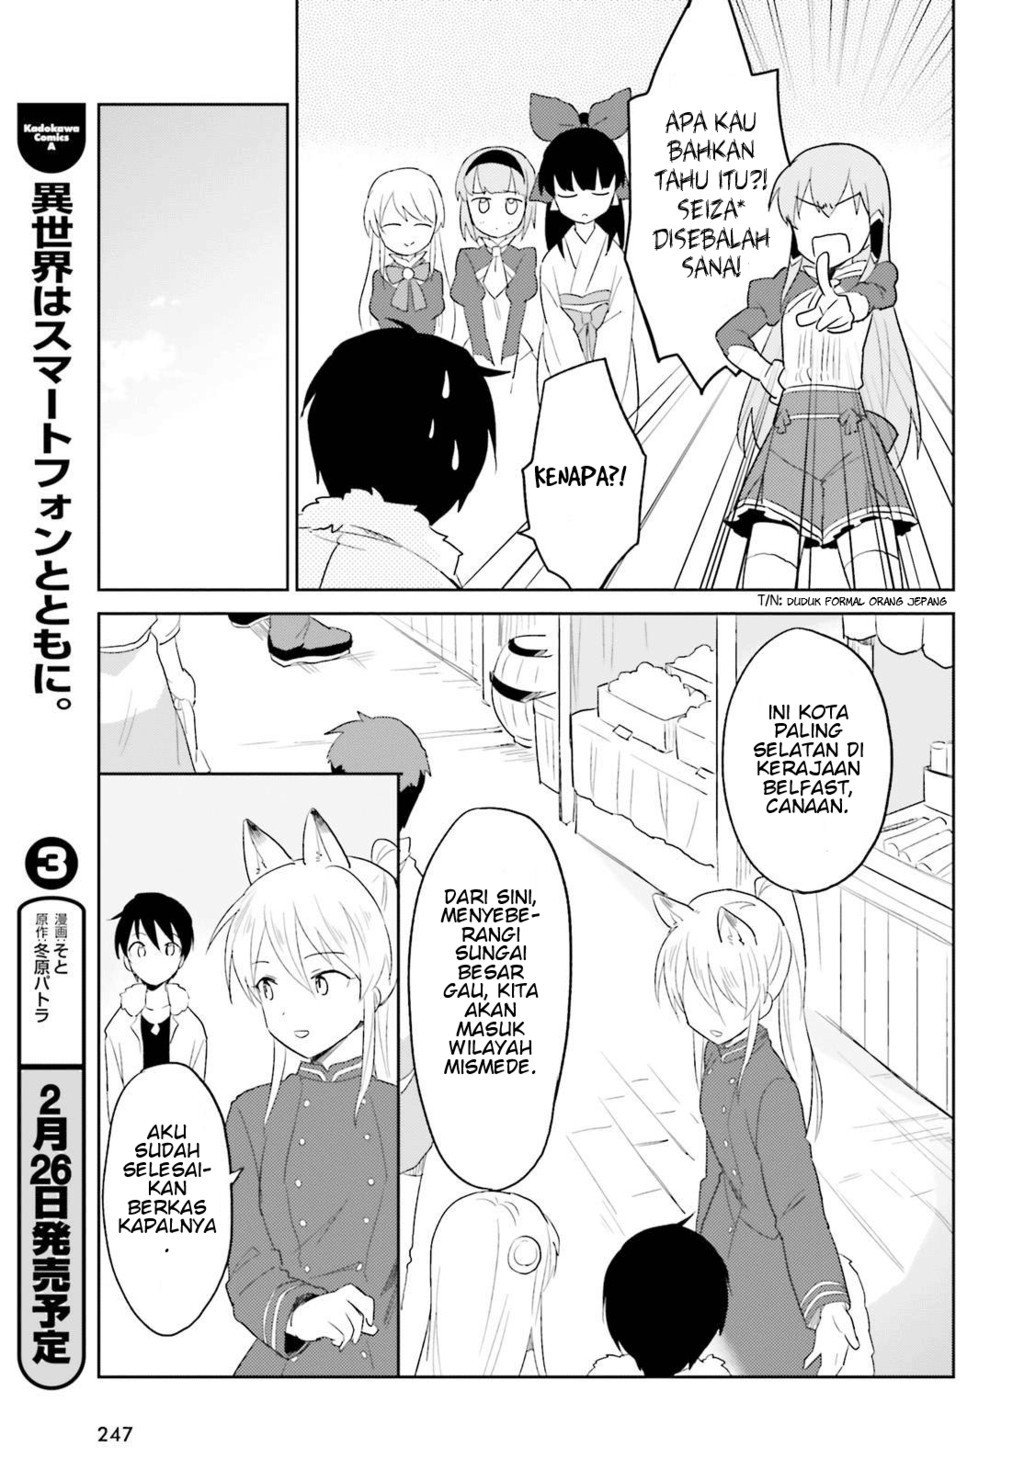 APA KAU
BAHKAN
TAHU ITU?!
SEIZA*
DISEBALAH
SANA!
KENAPA?!
T/N: DUDUK FORMAL ORANG JEPANG
INI KOTA
PALING
SELATAN DI
KERAJAAN
BELFAST,
CANAAN.
DARI SINI,
MENYEBE-
RANGI
SUNGAI
BESAR
GAU, KITA
AKAN
MASUK
WILAYAH
MISMEDE.
AKU
SUDAH
SELESAI-
KAN
BERKAS
KAPALNYA
.
Kadokawa
Comics
A
異世界はスマートフォンとともに。
3
漫画:そと
原作:冬原パトラ
2月26日発売予定
247